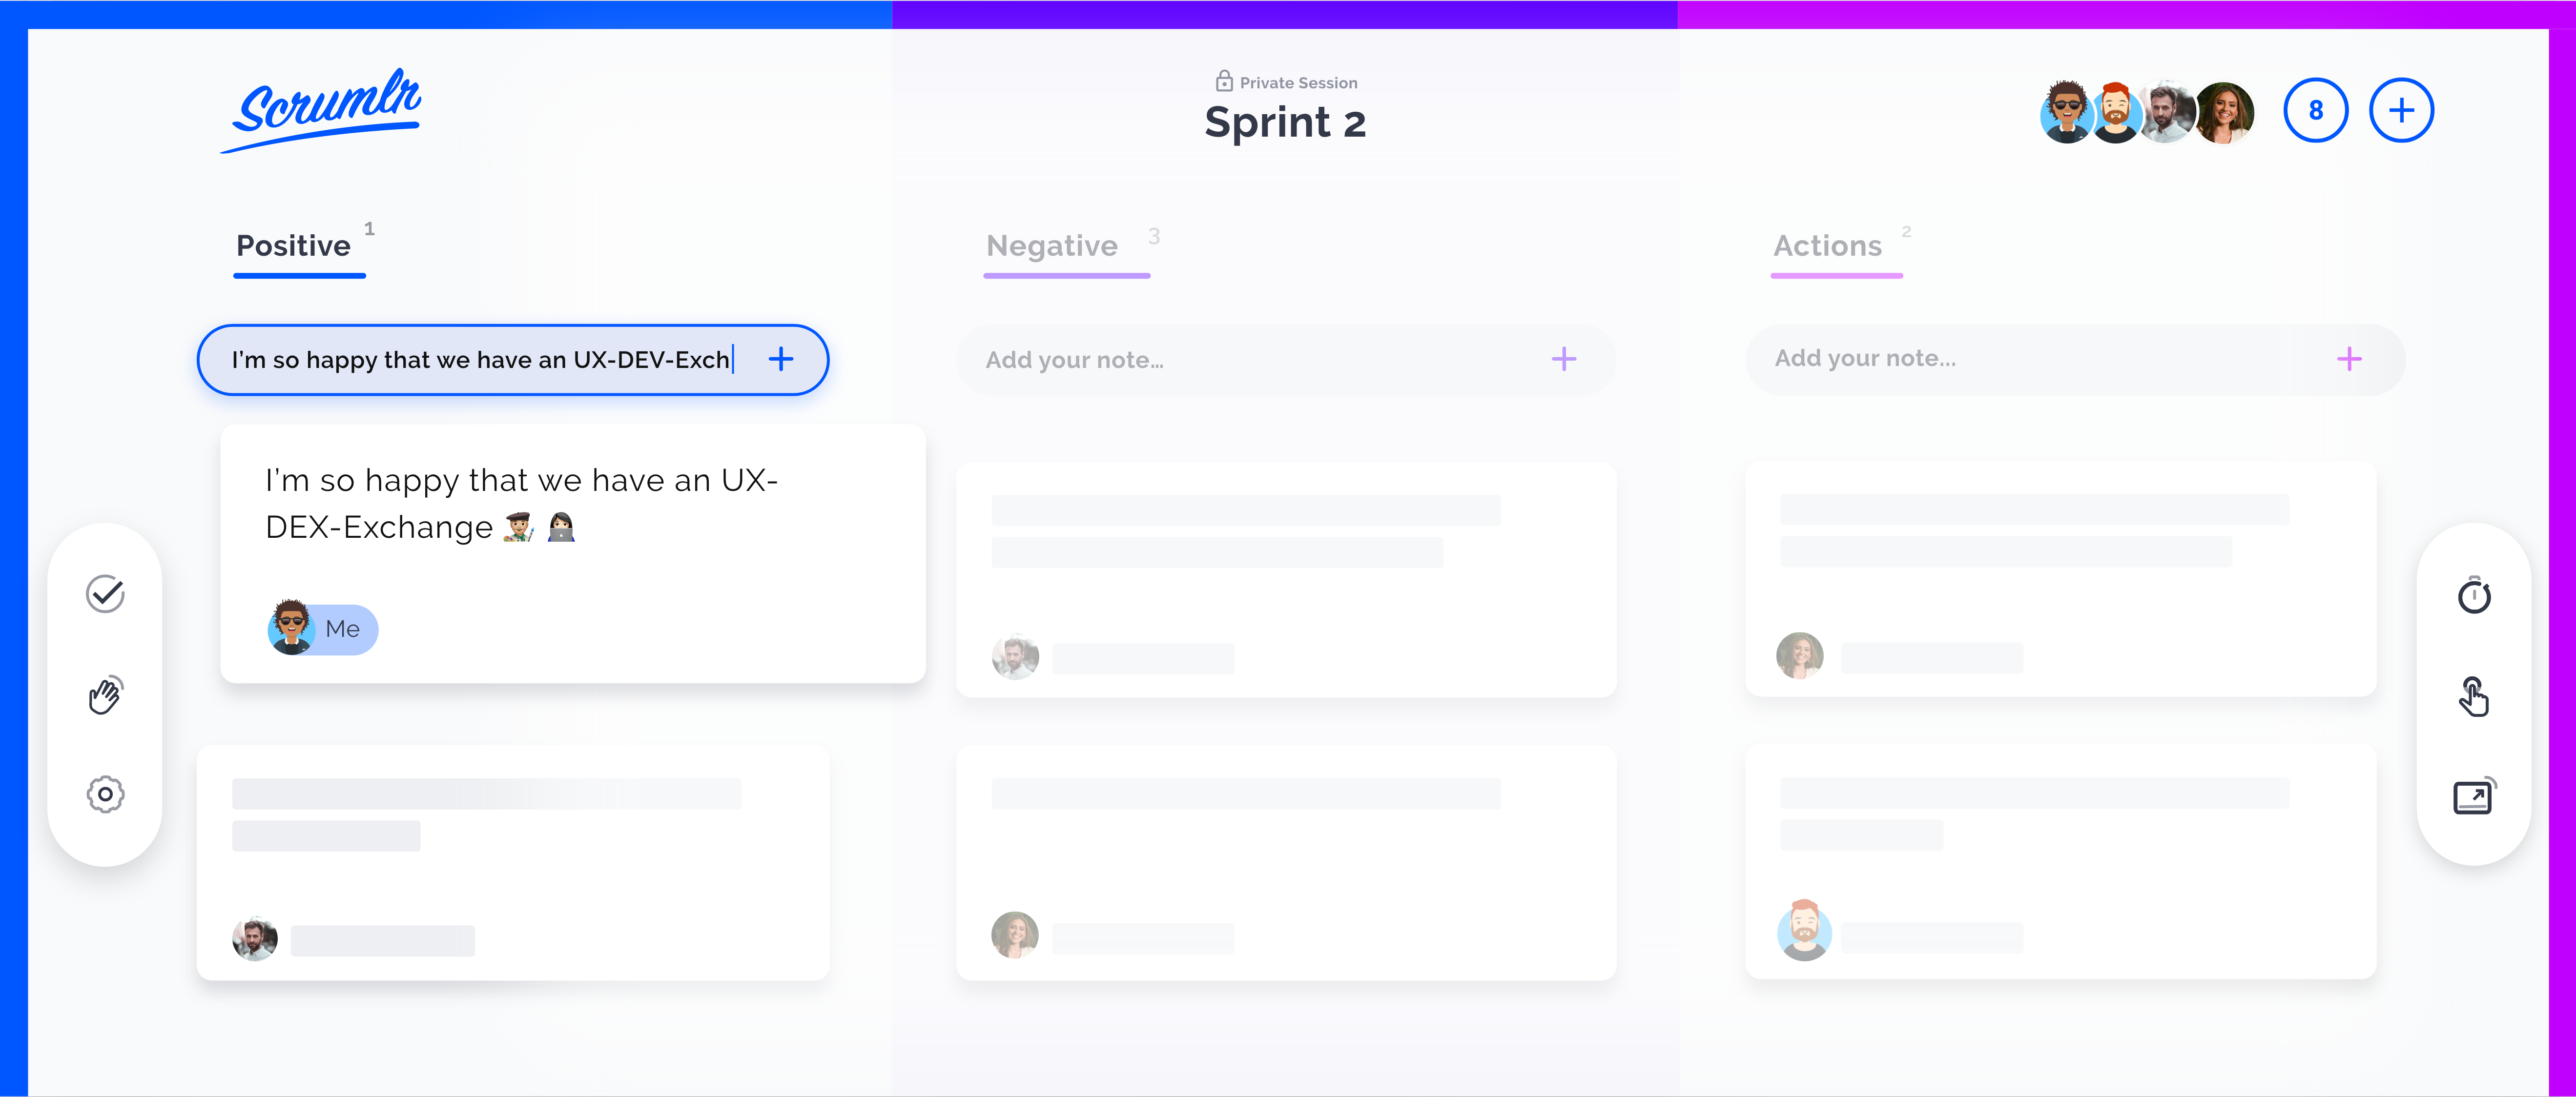 Scrumlr
Private Session
Sprint 2
8
Positive 1
Negative 3
Actions 2
I'm so happy that we have an UX-DEV-Exch
Add your note...
Add your note...
I'm so happy that we have an UX-
DEX-Exchange
Me